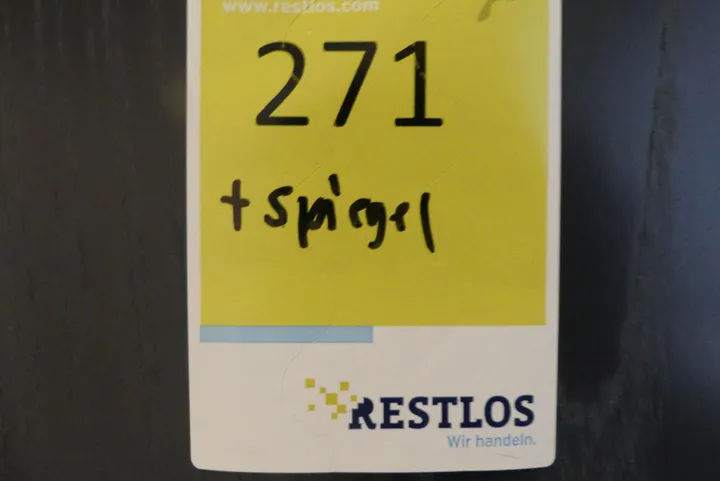 www.restlos.com
271
+ Spiegel
RESTLOS
Wir handeln.